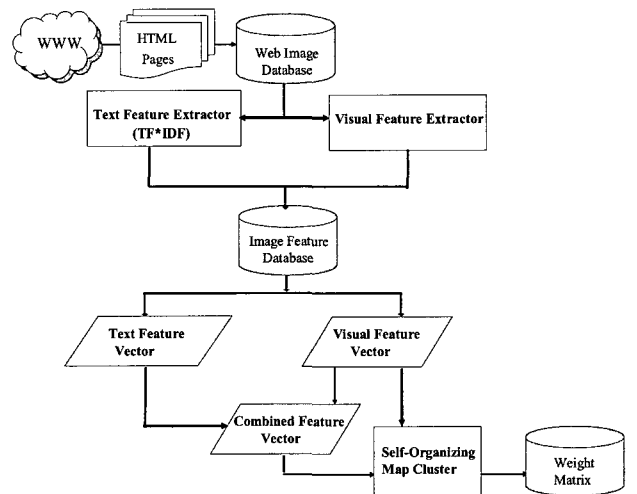 WWW
HTML
Pages
Web Image
Database
Text Feature Extractor
(TF*IDF)
Visual Feature Extractor
Image Feature
Database
Text Feature
Vector
Visual Feature
Vector
Combined Feature
Vector
Self-Organizing
Map Cluster
Weight
Matrix